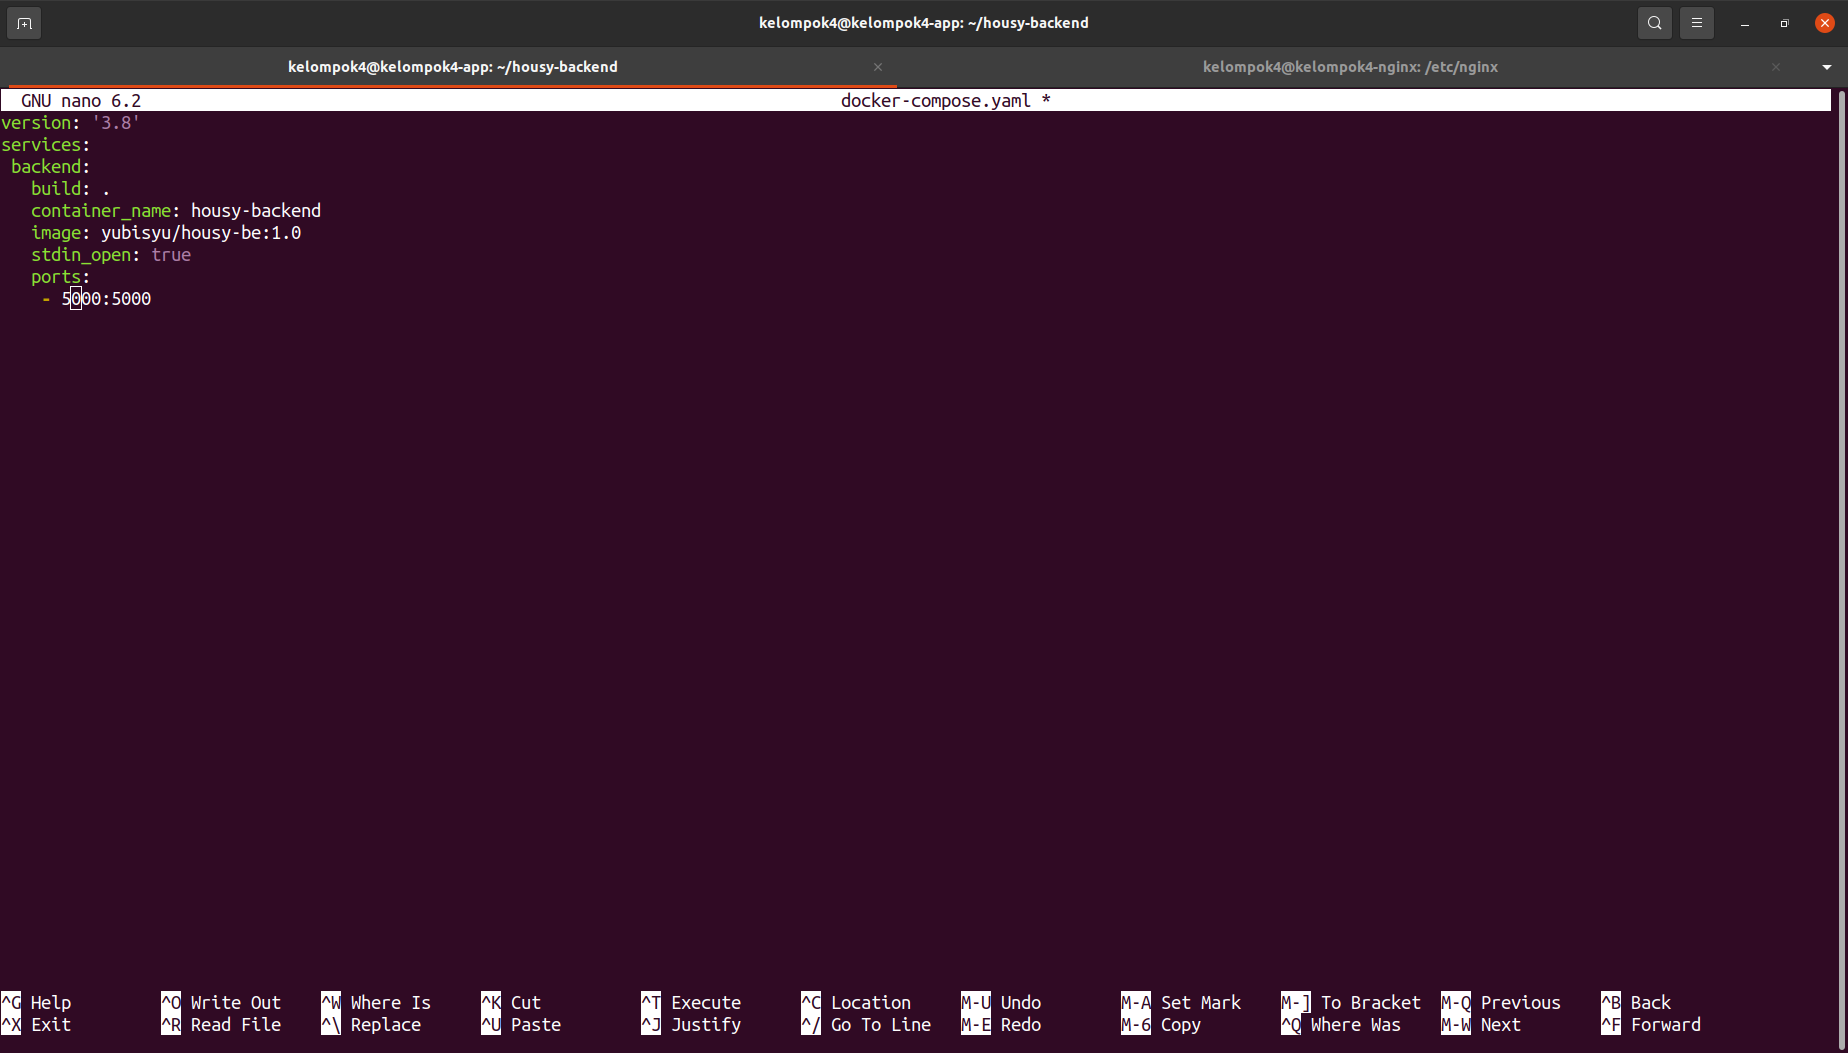 kelompok4@kelompok4-app: ~/housy-backend
kelompok4@kelompok4-app: ~/housy-backend
kelompok4@kelompok4-nginx: /etc/nginx
GNU nano 6.2 docker-compose.yaml *
version: '3.8'
services:
 backend:
   build: .
   container_name: housy-backend
   image: yubisyu/housy-be:1.0
   stdin_open: true
   ports:
    - 5000:5000
^G Help ^O Write Out ^W Where Is ^K Cut ^T Execute ^C Location M-U Undo M-A Set Mark M-] To Bracket M-Q Previous ^B Back
^X Exit ^R Read File ^\ Replace ^U Paste ^J Justify ^/ Go To Line M-E Redo M-6 Copy ^Q Where Was M-W Next ^F Forward